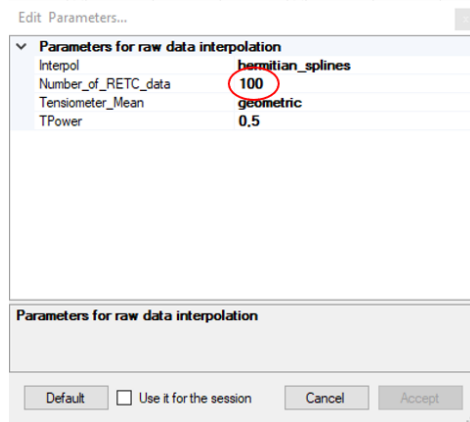 Edit Parameters...
Parameters for raw data interpolation
Interpol hermitian_splines
Number_of_RETC_data 100
Tensiometer_Mean geometric
TPower 0,5
Parameters for raw data interpolation
Default Use it for the session Cancel Accept